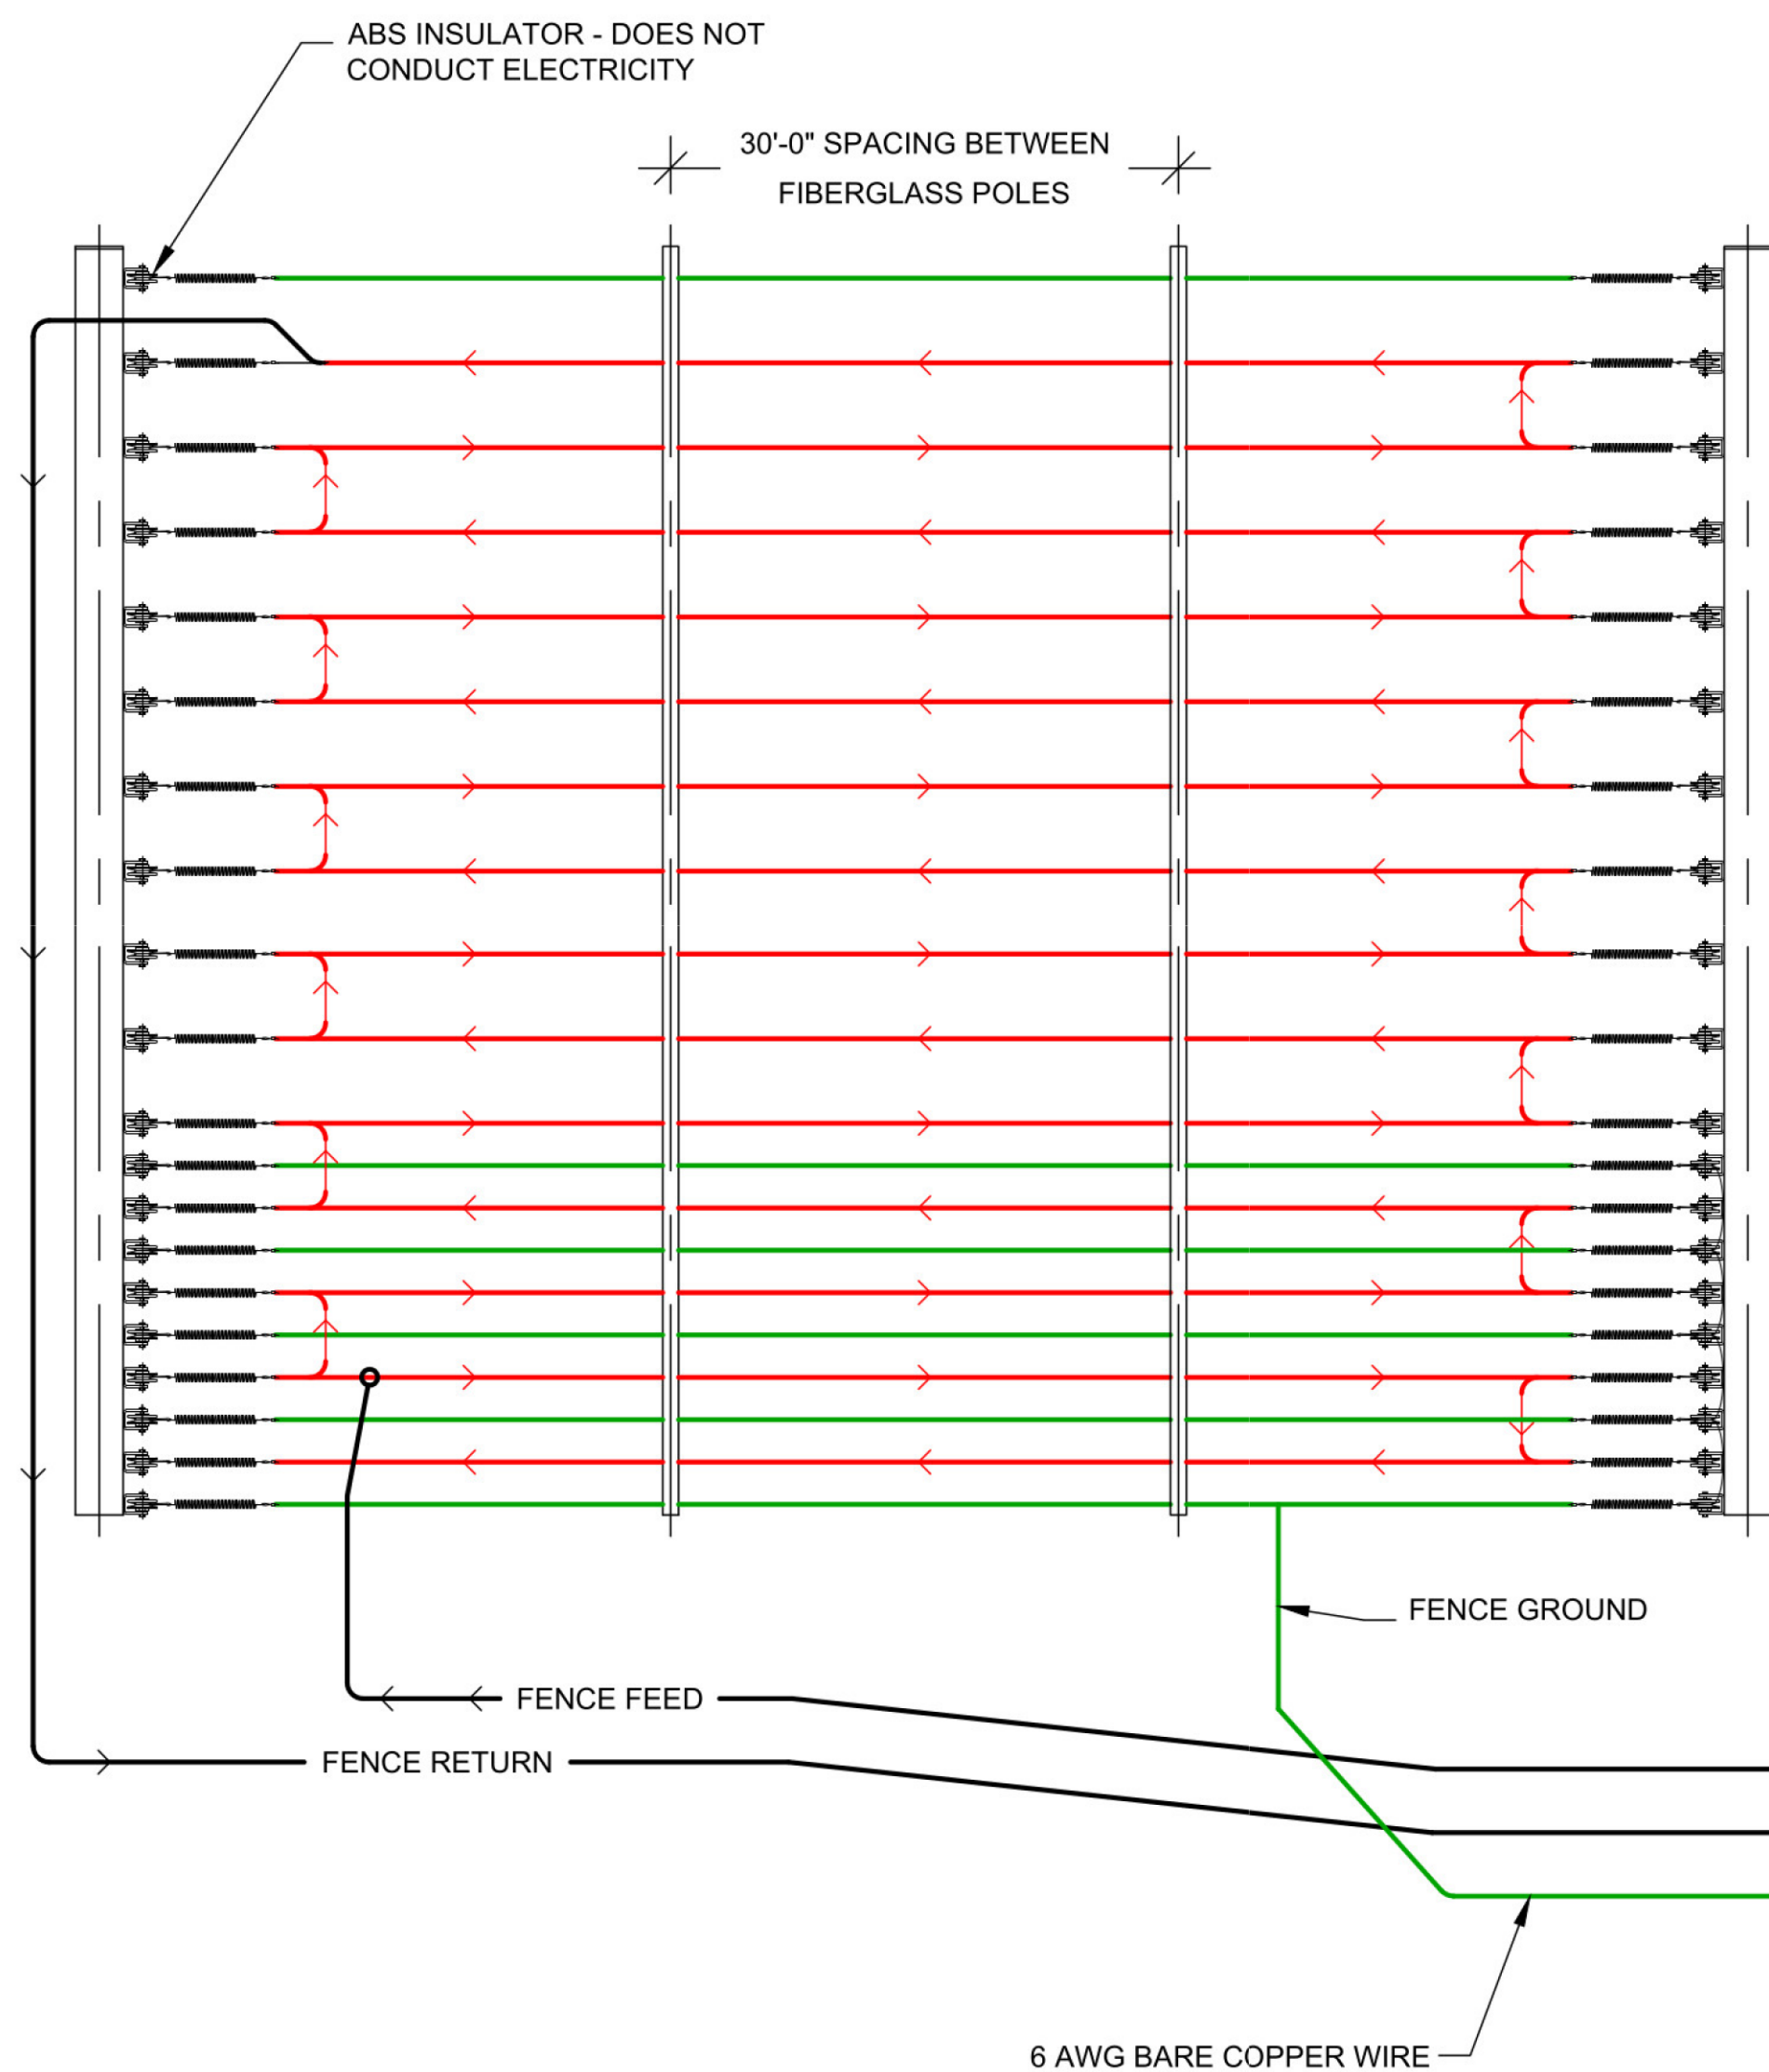 ABS INSULATOR - DOES NOT
CONDUCT ELECTRICITY
30'-0" SPACING BETWEEN
FIBERGLASS POLES
FENCE GROUND
FENCE FEED
FENCE RETURN
6 AWG BARE COPPER WIRE